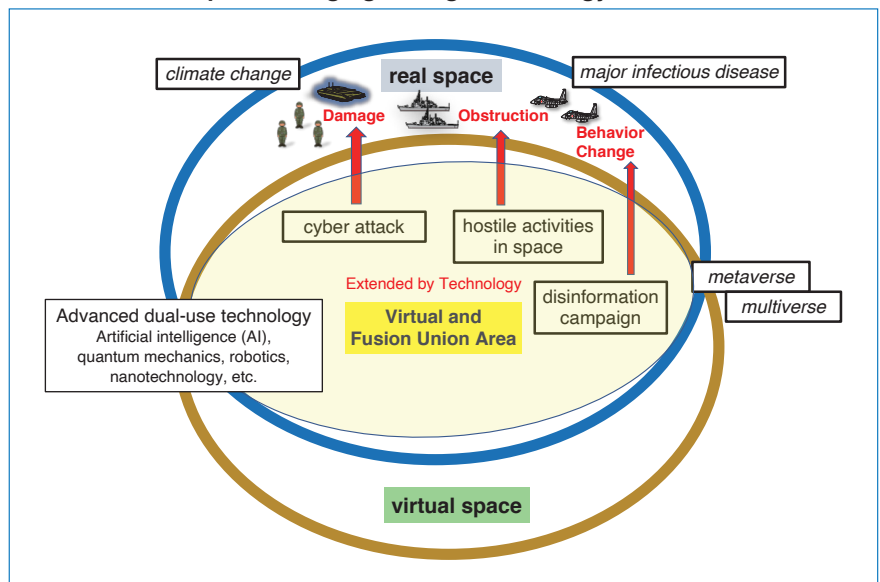 climate change
real space
major infectious disease
Damage
Obstruction
Behavior
Change
cyber attack
hostile activities
in space
metaverse
multiverse
Extended by Technology
disinformation
campaign
Virtual and
Fusion Union Area
Advanced dual-use technology
Artificial intelligence (AI),
quantum mechanics, robotics,
nanotechnology, etc.
virtual space